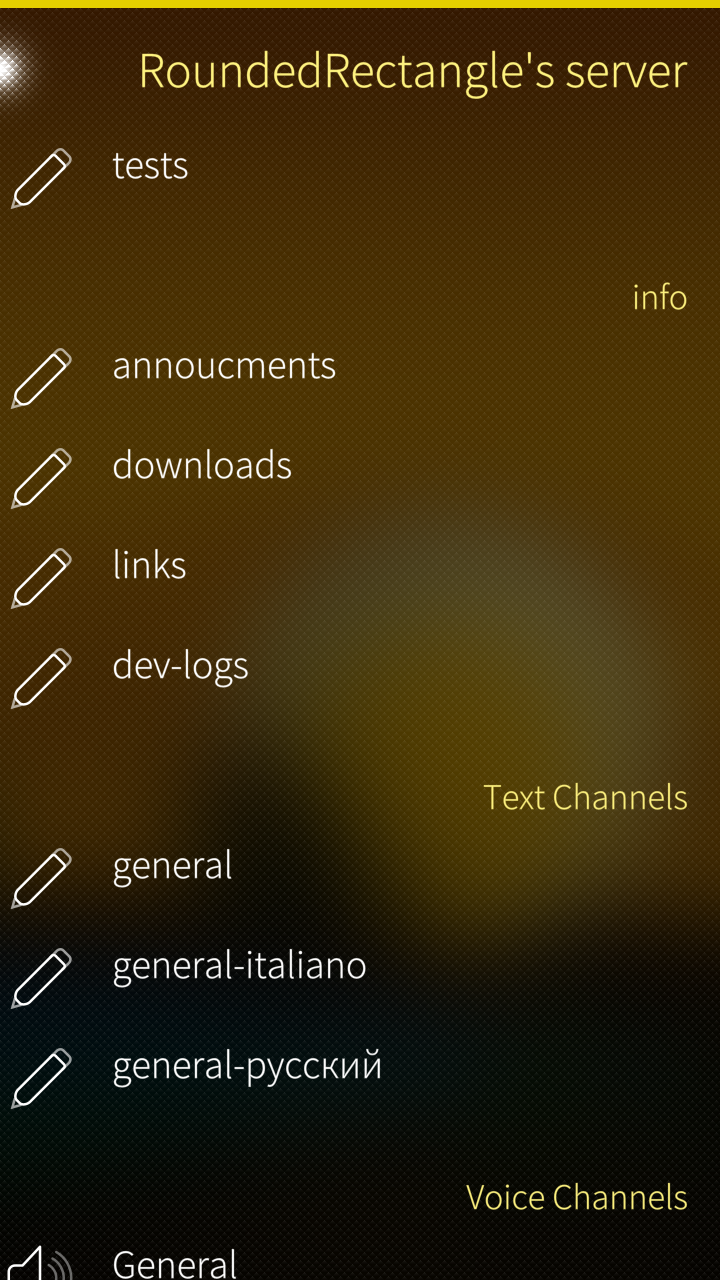 RoundedRectangle's server
tests
info
annoucments
downloads
links
dev-logs
Text Channels
general
general-italiano
general-русский
Voice Channels
General